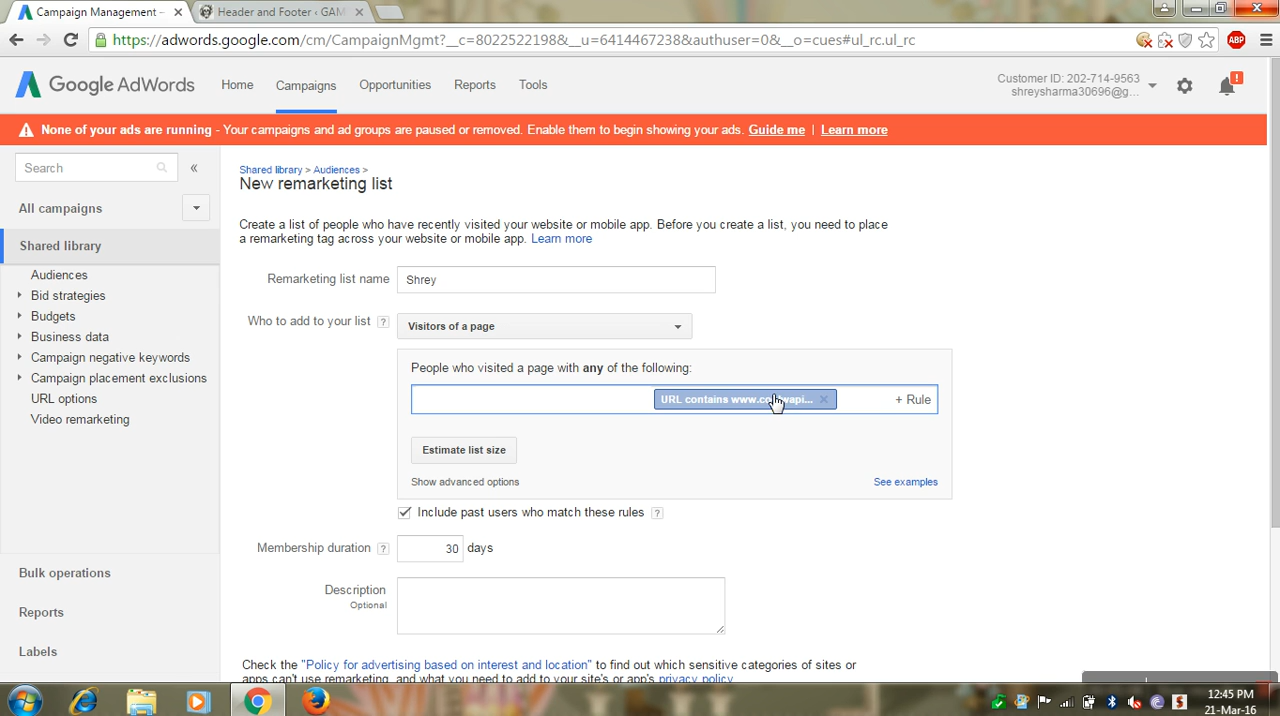 Campaign Management –
Header and Footer ‹ GAM
https://adwords.google.com/cm/CampaignMgmt?__c=8022522198&__u=6414467238&authuser=0&__o=cues#ul_rc.ul_rc
ABP
Google AdWords
Home
Campaigns
Opportunities
Reports
Tools
Customer ID: 202-714-9563
shreysharma30696@g...
!
None of your ads are running - Your campaigns and ad groups are paused or removed. Enable them to begin showing your ads. Guide me | Learn more
Search
«
All campaigns
Shared library
Audiences
Bid strategies
Budgets
Business data
Campaign negative keywords
Campaign placement exclusions
URL options
Video remarketing
Bulk operations
Reports
Labels
Shared library > Audiences >
New remarketing list
Create a list of people who have recently visited your website or mobile app. Before you create a list, you need to place
a remarketing tag across your website or mobile app. Learn more
Remarketing list name
Shrey
Who to add to your list ?
Visitors of a page
People who visited a page with any of the following:
URL contains
+ Rule
Estimate list size
Show advanced options
See examples
Include past users who match these rules ?
Membership duration ? 30 days
Description
Optional
Check the "Policy for advertising based on interest and location" to find out which sensitive categories of sites or
apps can't use remarketing, and what you need to add to your site's or app's privacy policy.
12:45 PM
21-Mar-16